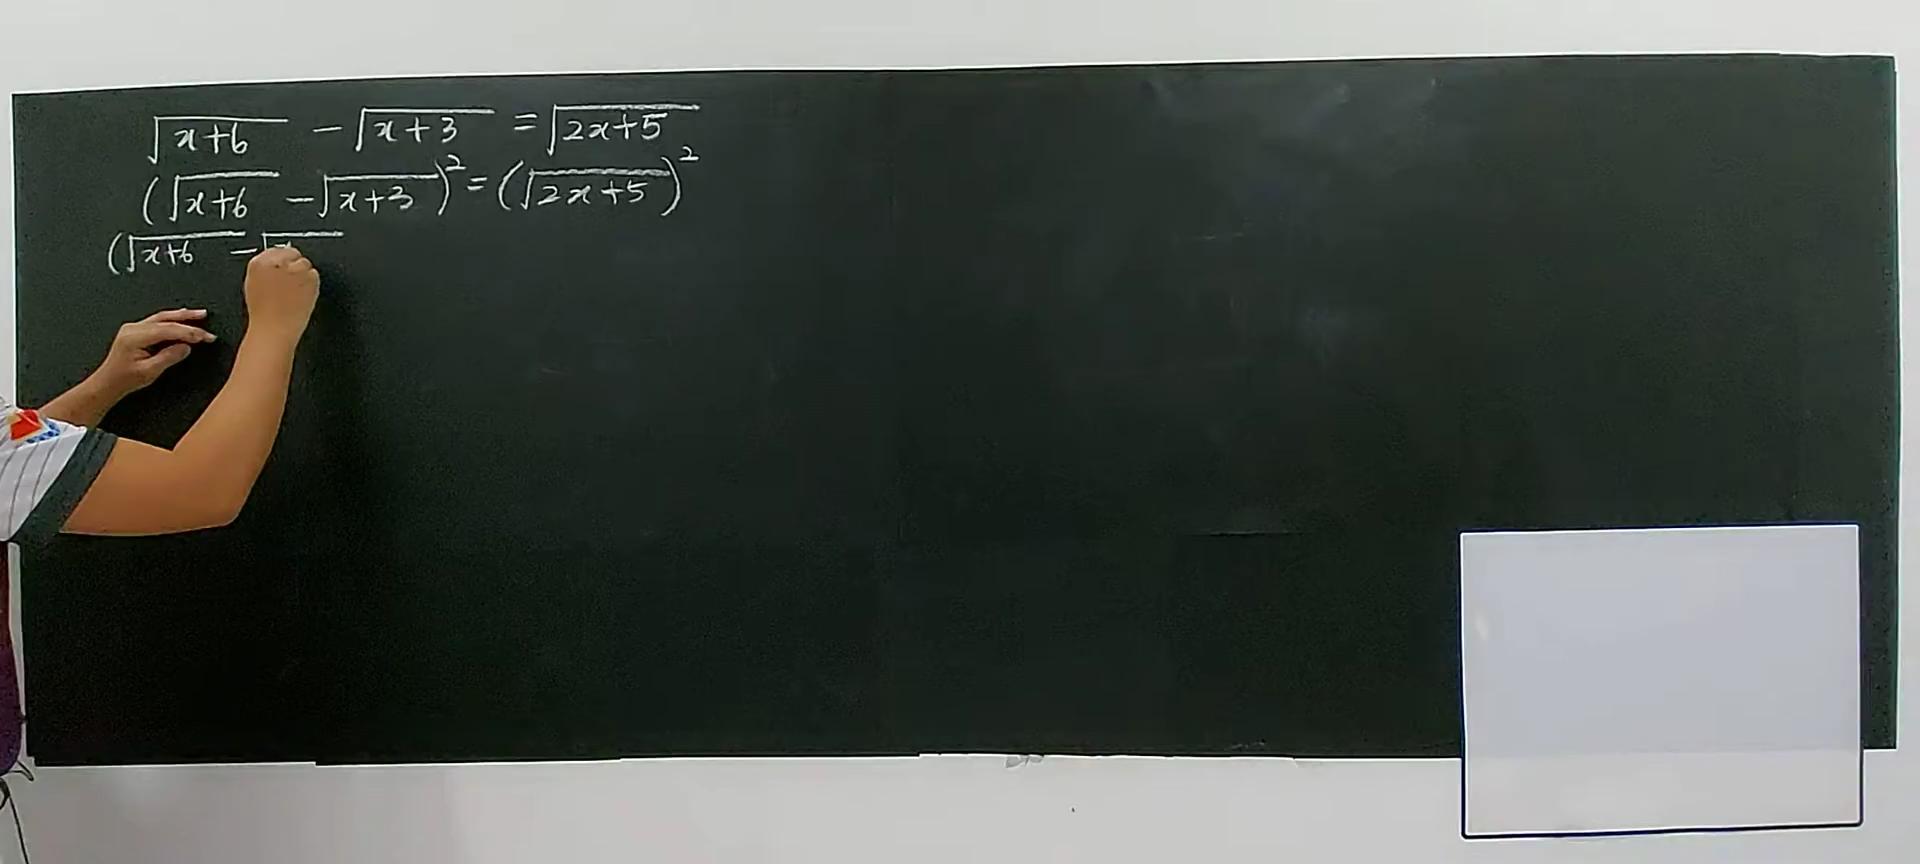 √(x+6) - √(x+3) = √(2x+5)
(√(x+6) - √(x+3))² = (√(2x+5))²
(√(x+6) - √